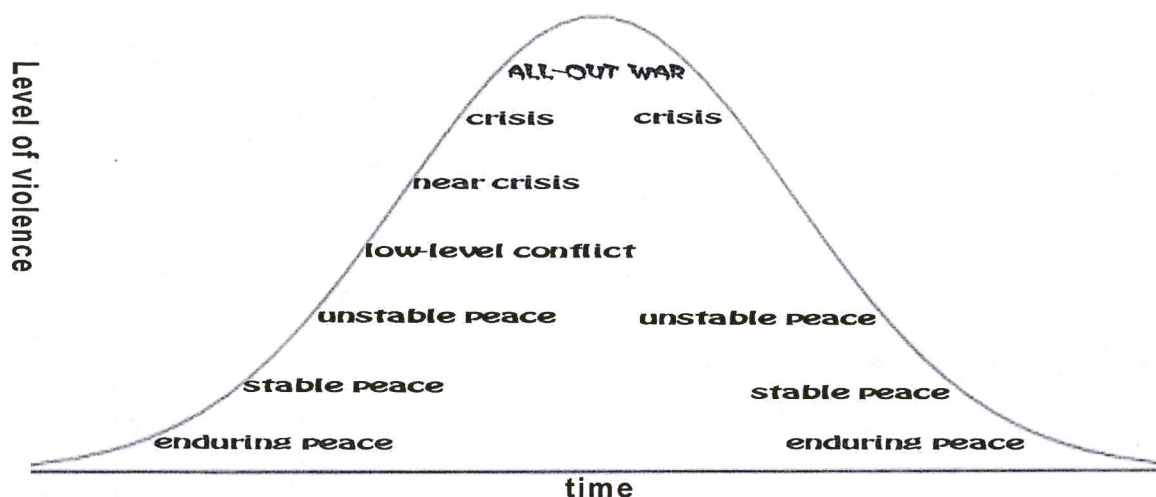 Level of violence
ALL-OUT WAR
crisis crisis
near crisis
low-level conflict
unstable peace unstable peace
stable peace stable peace
enduring peace enduring peace
time